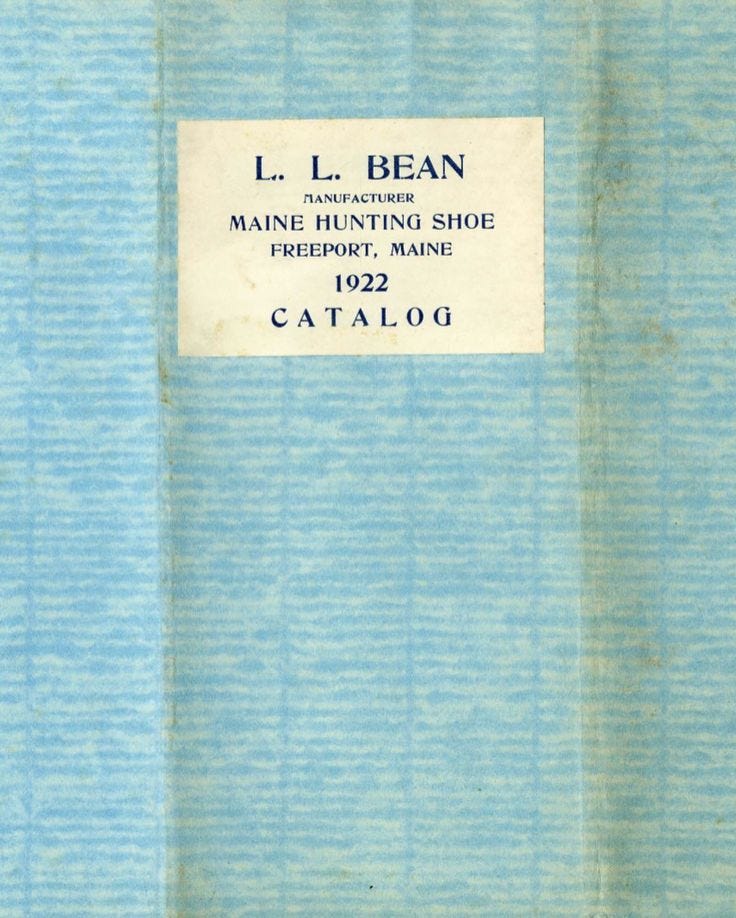 L. L. BEAN
MANUFACTURER
MAINE HUNTING SHOE
FREEPORT, MAINE
1922
CATALOG